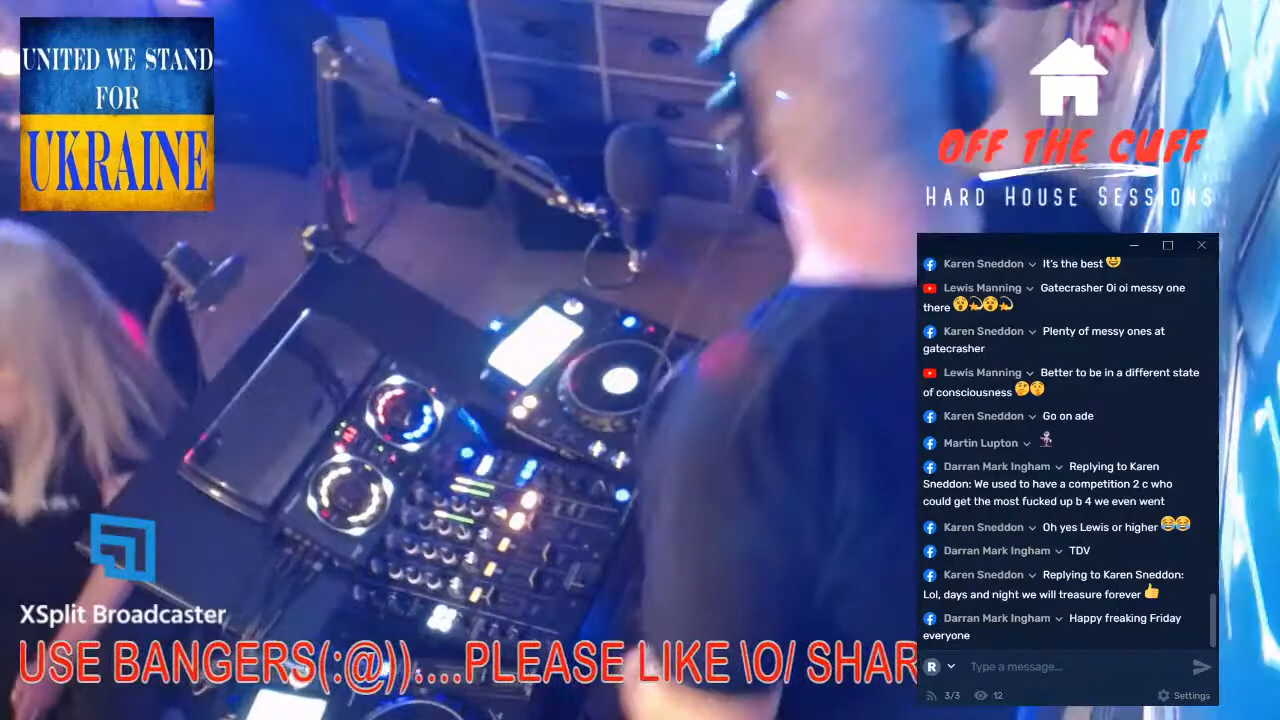 UNITED WE STAND
FOR
UKRAINE
OFF THE CUFF
HARD HOUSE SESSIONS
Karen Sneddon It's the best
Lewis Manning Gatecrasher Oi oi messy one
there
Karen Sneddon Plenty of messy ones at
gatecrasher
Lewis Manning Better to be in a different state
of consciousness
Karen Sneddon Go on ade
Martin Lupton
Darran Mark Ingham Replying to Karen
Sneddon: We used to have a competition 2 c who
could get the most fucked up b 4 we even went
Karen Sneddon Oh yes Lewis or higher
Darran Mark Ingham TDV
Karen Sneddon Replying to Karen Sneddon:
Lol, days and night we will treasure forever
Darran Mark Ingham Happy freaking Friday
everyone
R Type a message...
3/3 12 Settings
XSplit Broadcaster
USE BANGERS(:@))....PLEASE LIKE \O/ SHAR